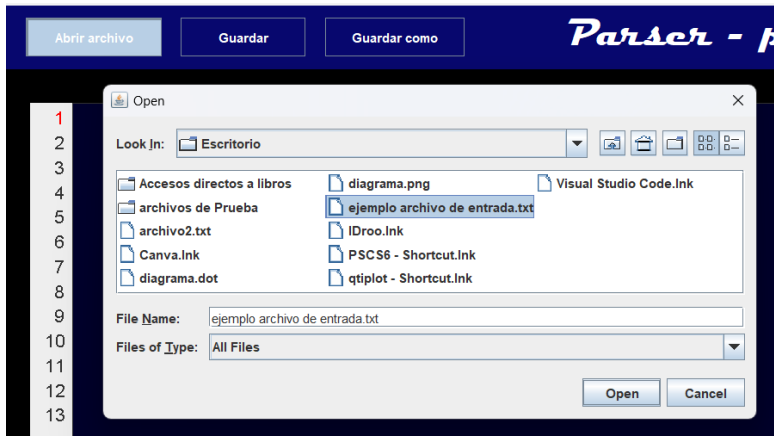 Abrir archivo Guardar Guardar como Parser - p
Open
Look In: Escritorio
Accesos directos a libros diagrama.png Visual Studio Code.lnk
archivos de Prueba ejemplo archivo de entrada.txt
archivo2.txt IDroo.lnk
Canva.lnk PSCS6 - Shortcut.lnk
diagrama.dot qtiplot - Shortcut.lnk
File Name: ejemplo archivo de entrada.txt
Files of Type: All Files
Open Cancel
1
2
3
4
5
6
7
8
9
10
11
12
13